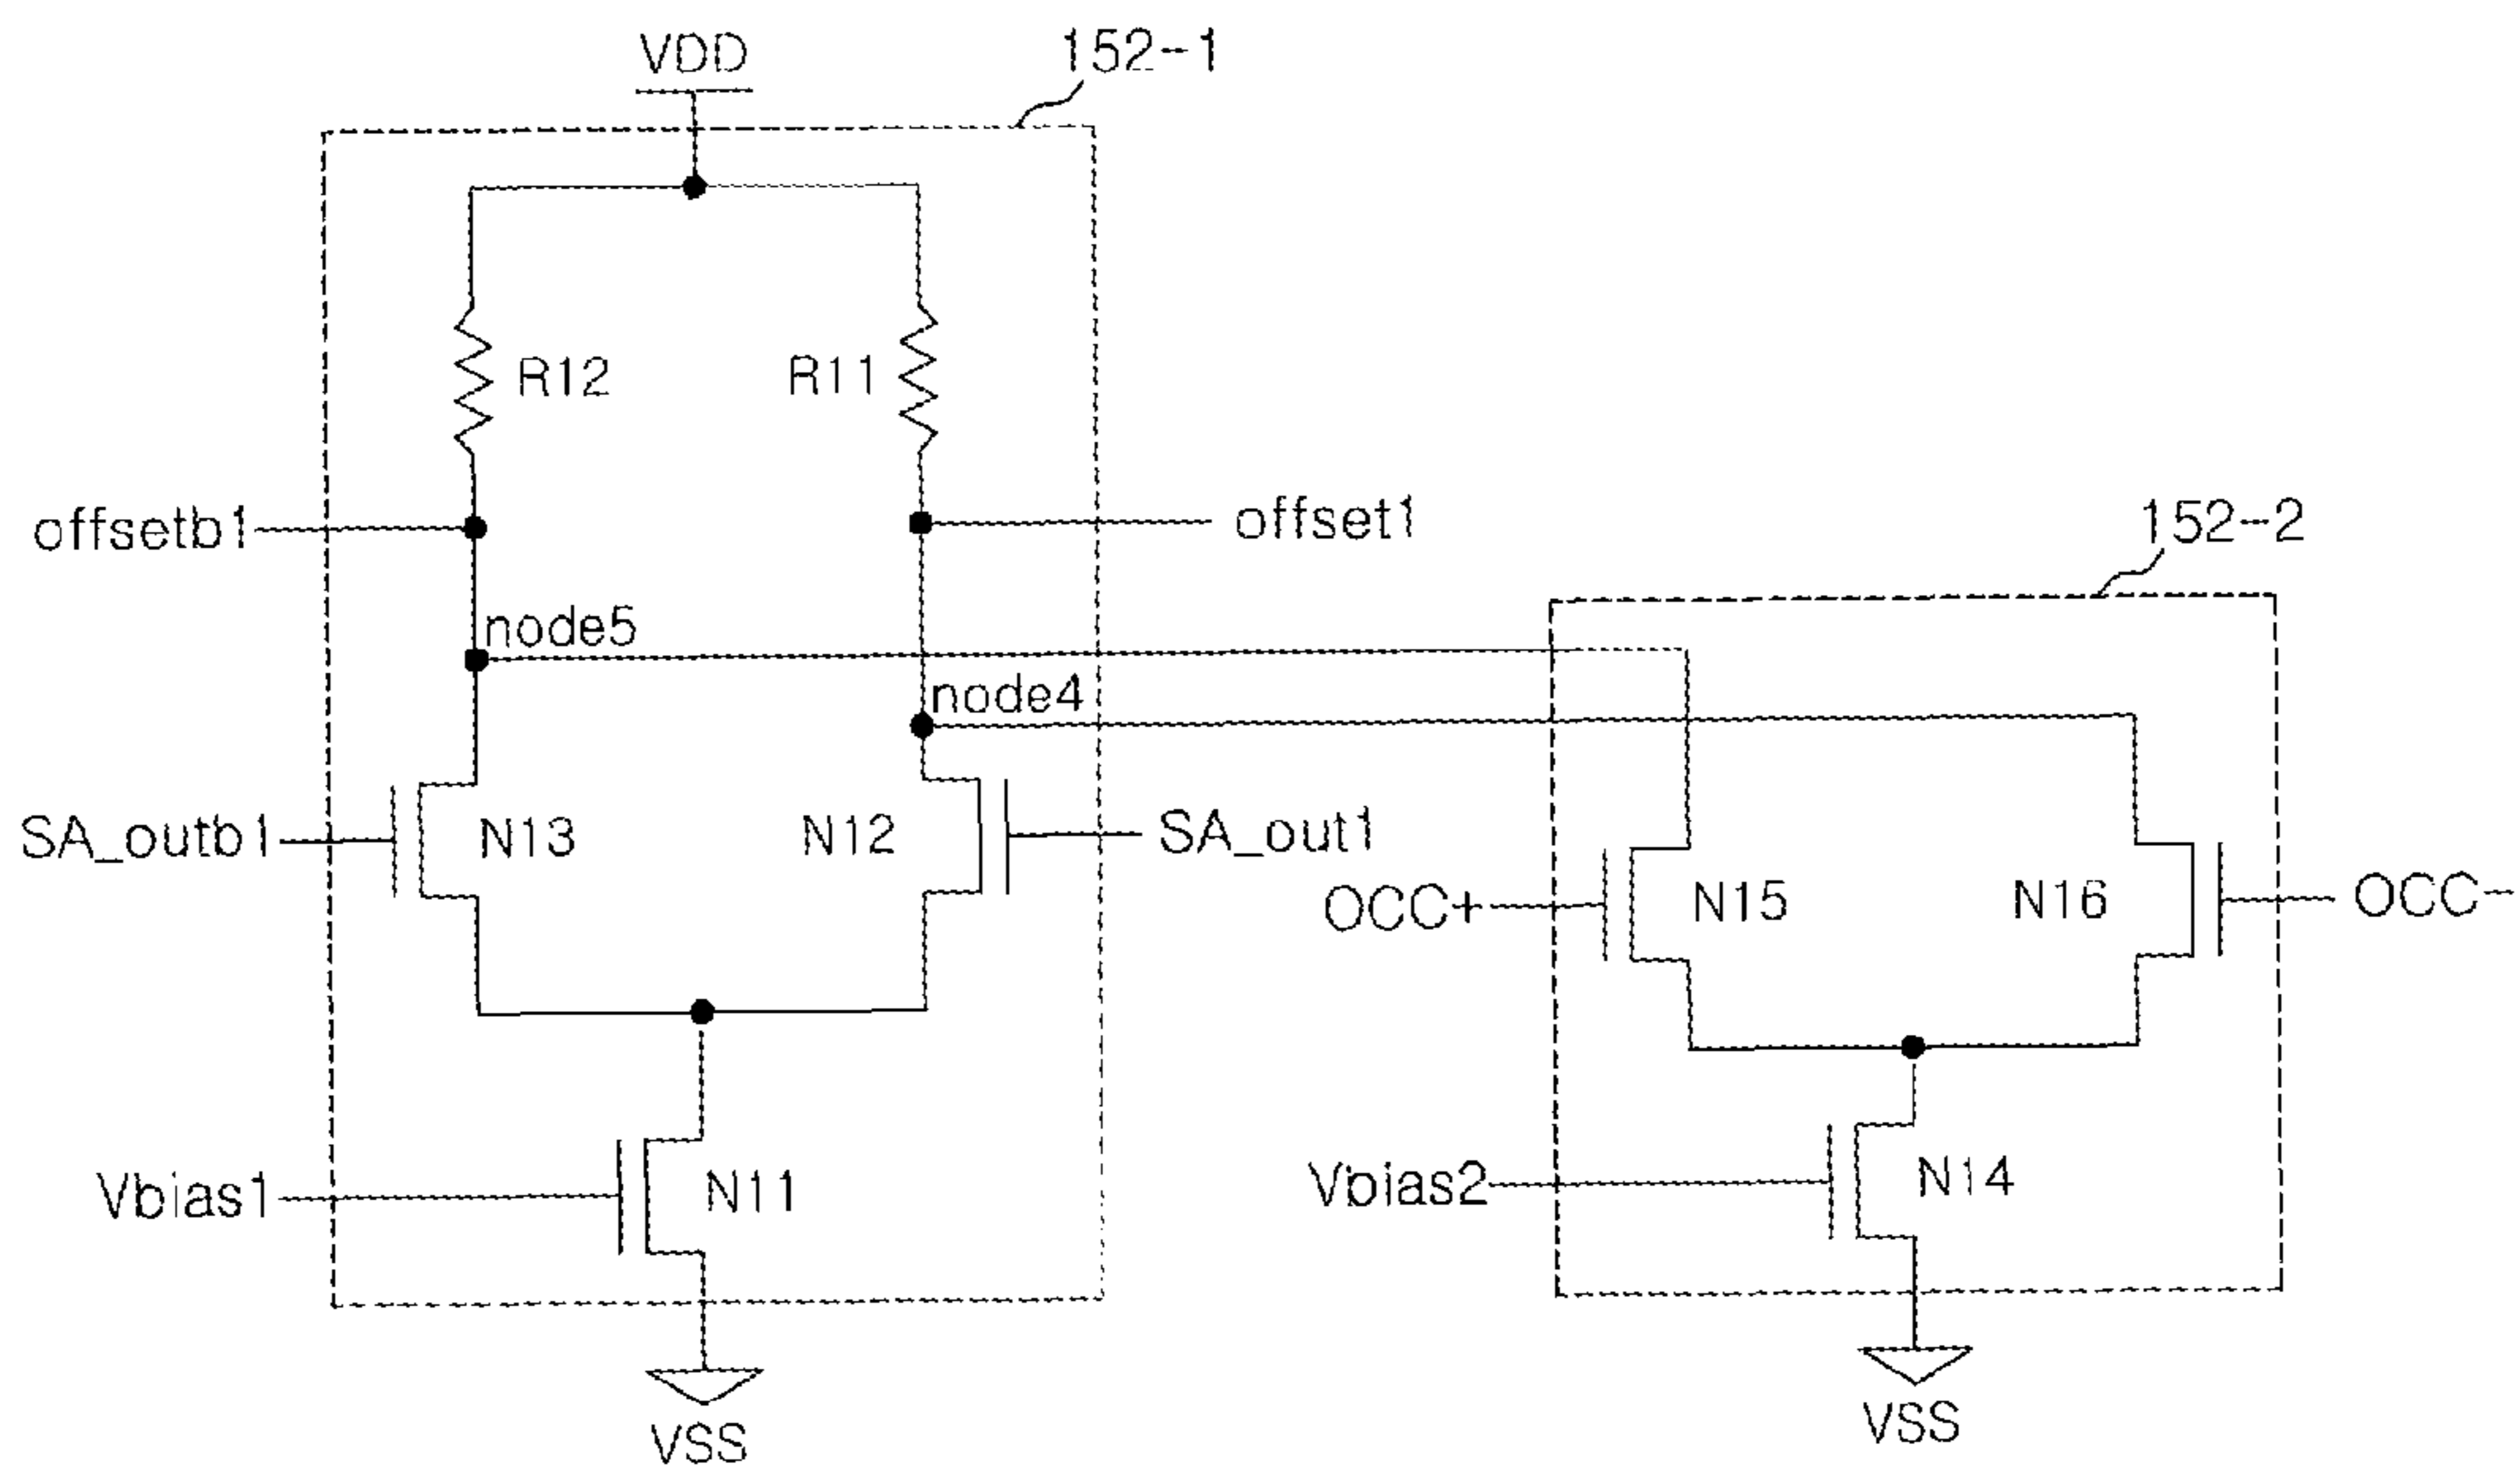 VDD
152-1
R12
R11
offsetb1
offset1
152-2
node5
node4
SA_outb1
N13
N12
SA_out1
OCC+
N15
N16
OCC-
Vbias1
N11
Vbias2
N14
VSS
VSS